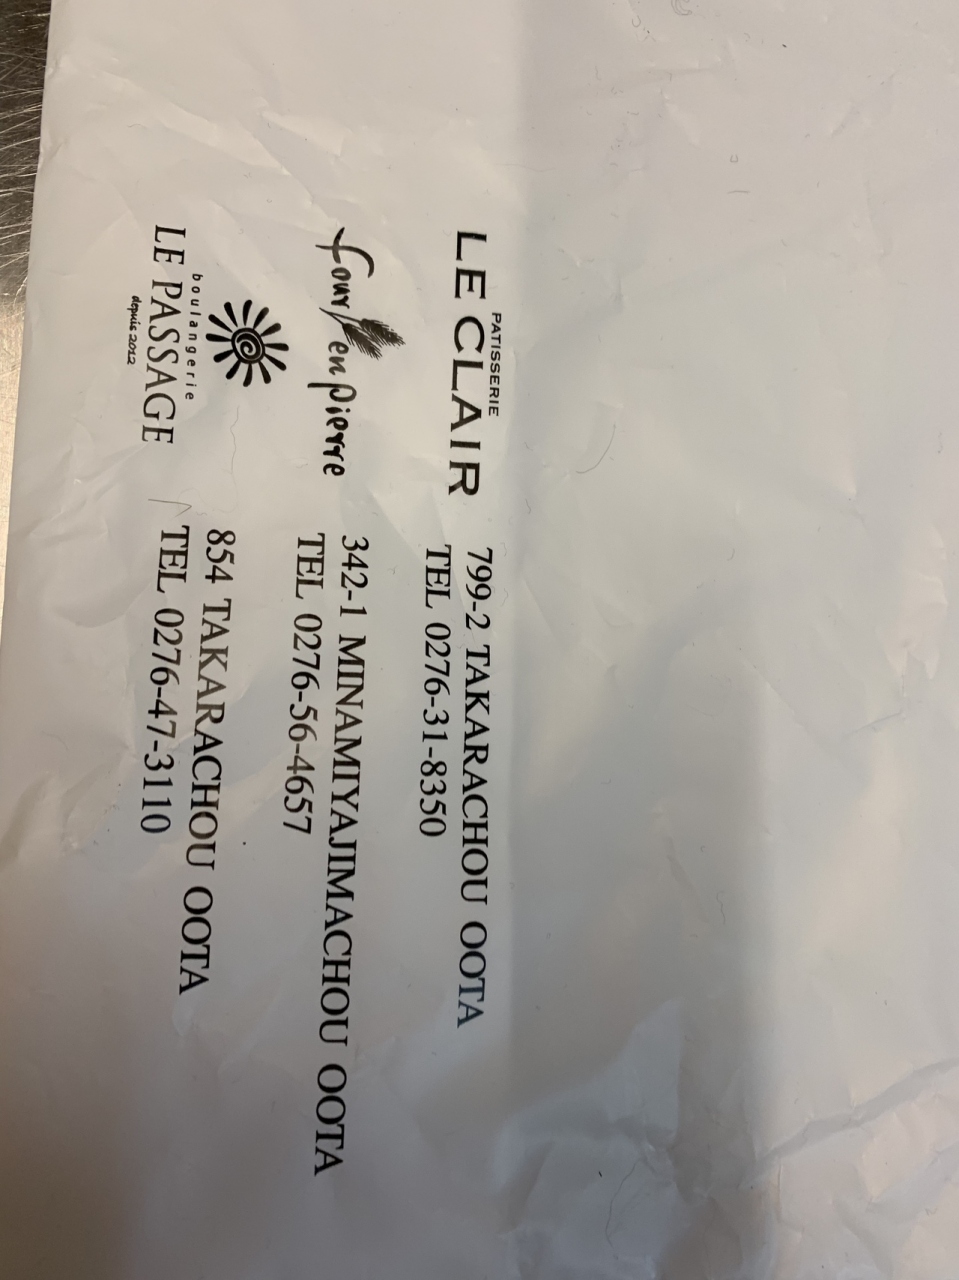 PATISSERIE
LE CLAIR
799-2 TAKARACHOU OOTA
TEL 0276-31-8350
four en pierre
342-1 MINAMIYAJIMACHOU OOTA
TEL 0276-56-4657
boulangerie
LE PASSAGE
depuis 2012
854 TAKARACHOU OOTA
TEL 0276-47-3110